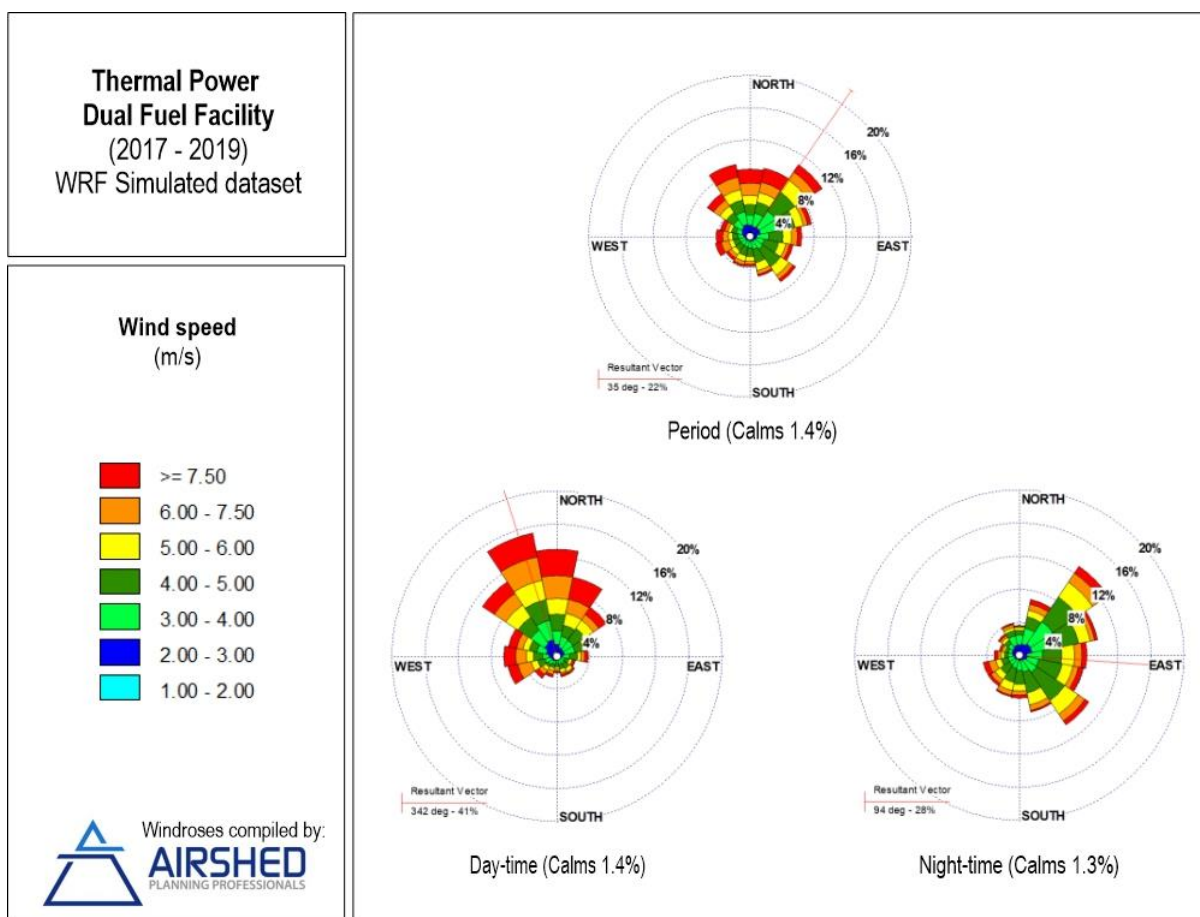 Thermal Power
Dual Fuel Facility
(2017 - 2019)
WRF Simulated dataset
Wind speed
(m/s)
>= 7.50
6.00 - 7.50
5.00 - 6.00
4.00 - 5.00
3.00 - 4.00
2.00 - 3.00
1.00 - 2.00
Windroses compiled by:
AIRSHED
PLANNING PROFESSIONALS
NORTH
20%
16%
12%
8%
4%
WEST
EAST
Resultant Vector
35 deg - 22%
SOUTH
Period (Calms 1.4%)
NORTH
20%
16%
12%
8%
4%
WEST
EAST
Resultant Vector
342 deg - 41%
SOUTH
Day-time (Calms 1.4%)
NORTH
20%
16%
12%
8%
4%
WEST
EAST
Resultant Vector
94 deg - 28%
SOUTH
Night-time (Calms 1.3%)